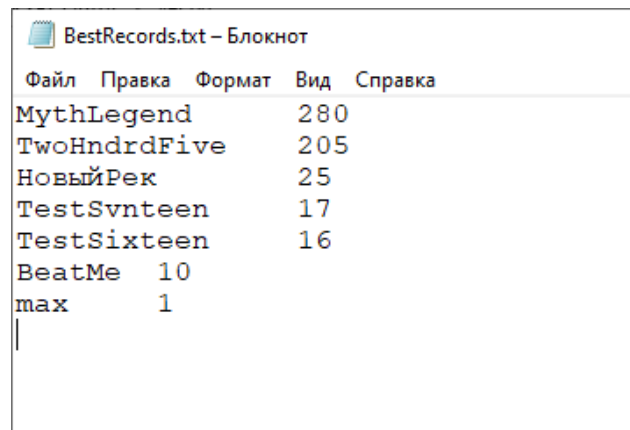 BestRecords.txt – Блокнот
Файл Правка Формат Вид Справка
MythLegend 280
TwoHndrdFive 205
НовыйРек 25
TestSvnteen 17
TestSixteen 16
BeatMe 10
max 1